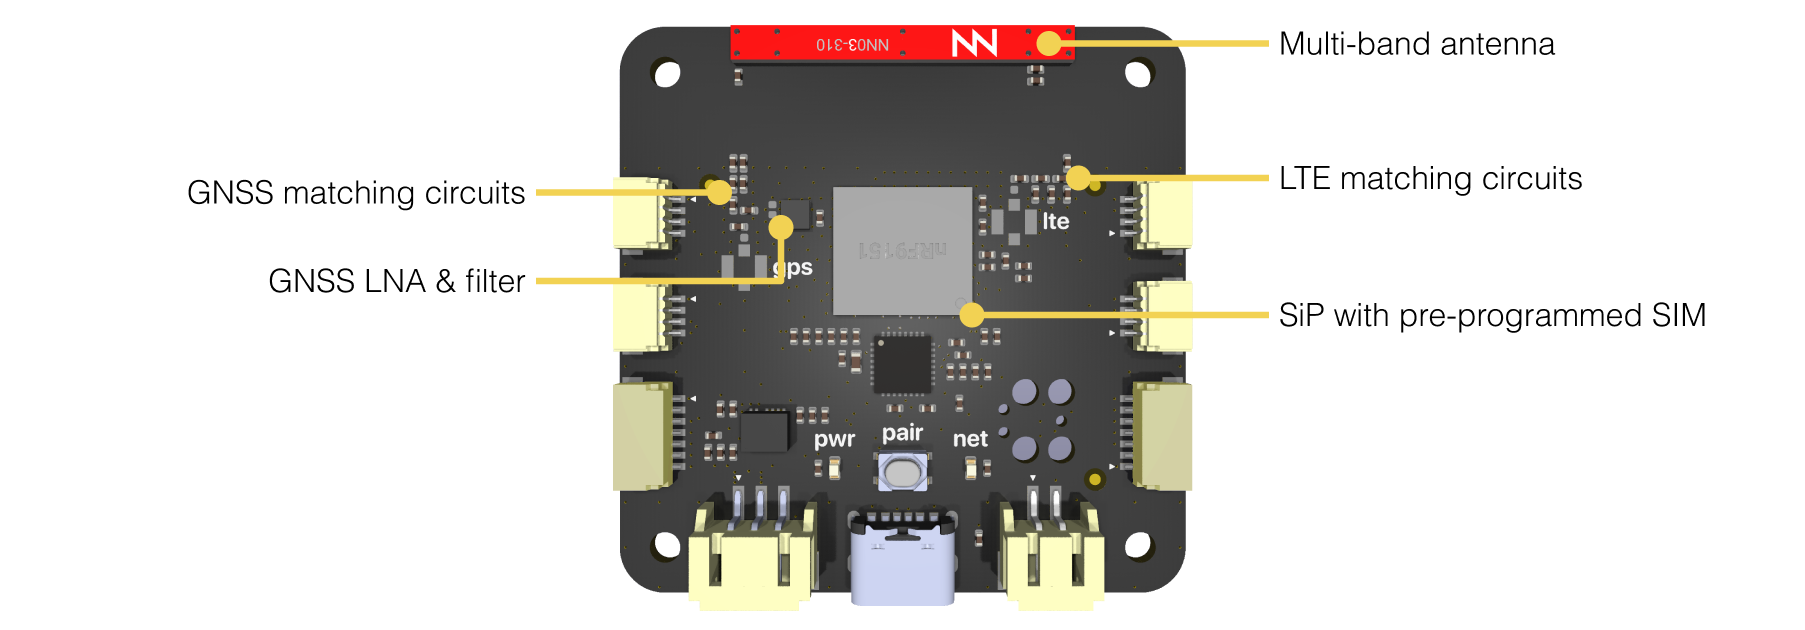 NN03-310
Multi-band antenna
GNSS matching circuits
LTE matching circuits
lte
nRF9151
gps
GNSS LNA & filter
SiP with pre-programmed SIM
pwr
pair
net